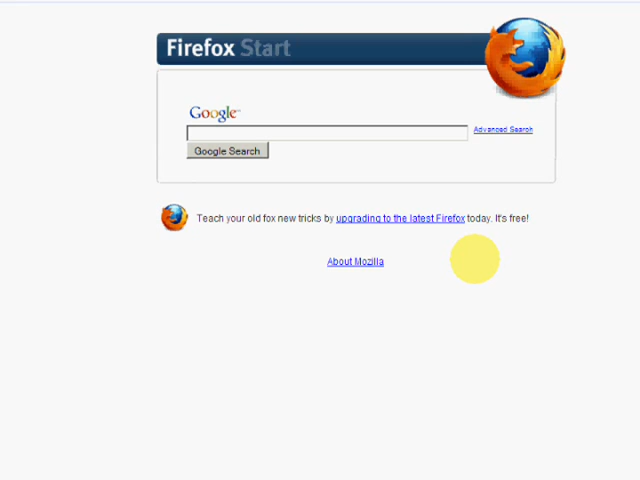 Firefox Start
Google™
Advanced Search
Google Search
Teach your old fox new tricks by upgrading to the latest Firefox today. It's free!
About Mozilla